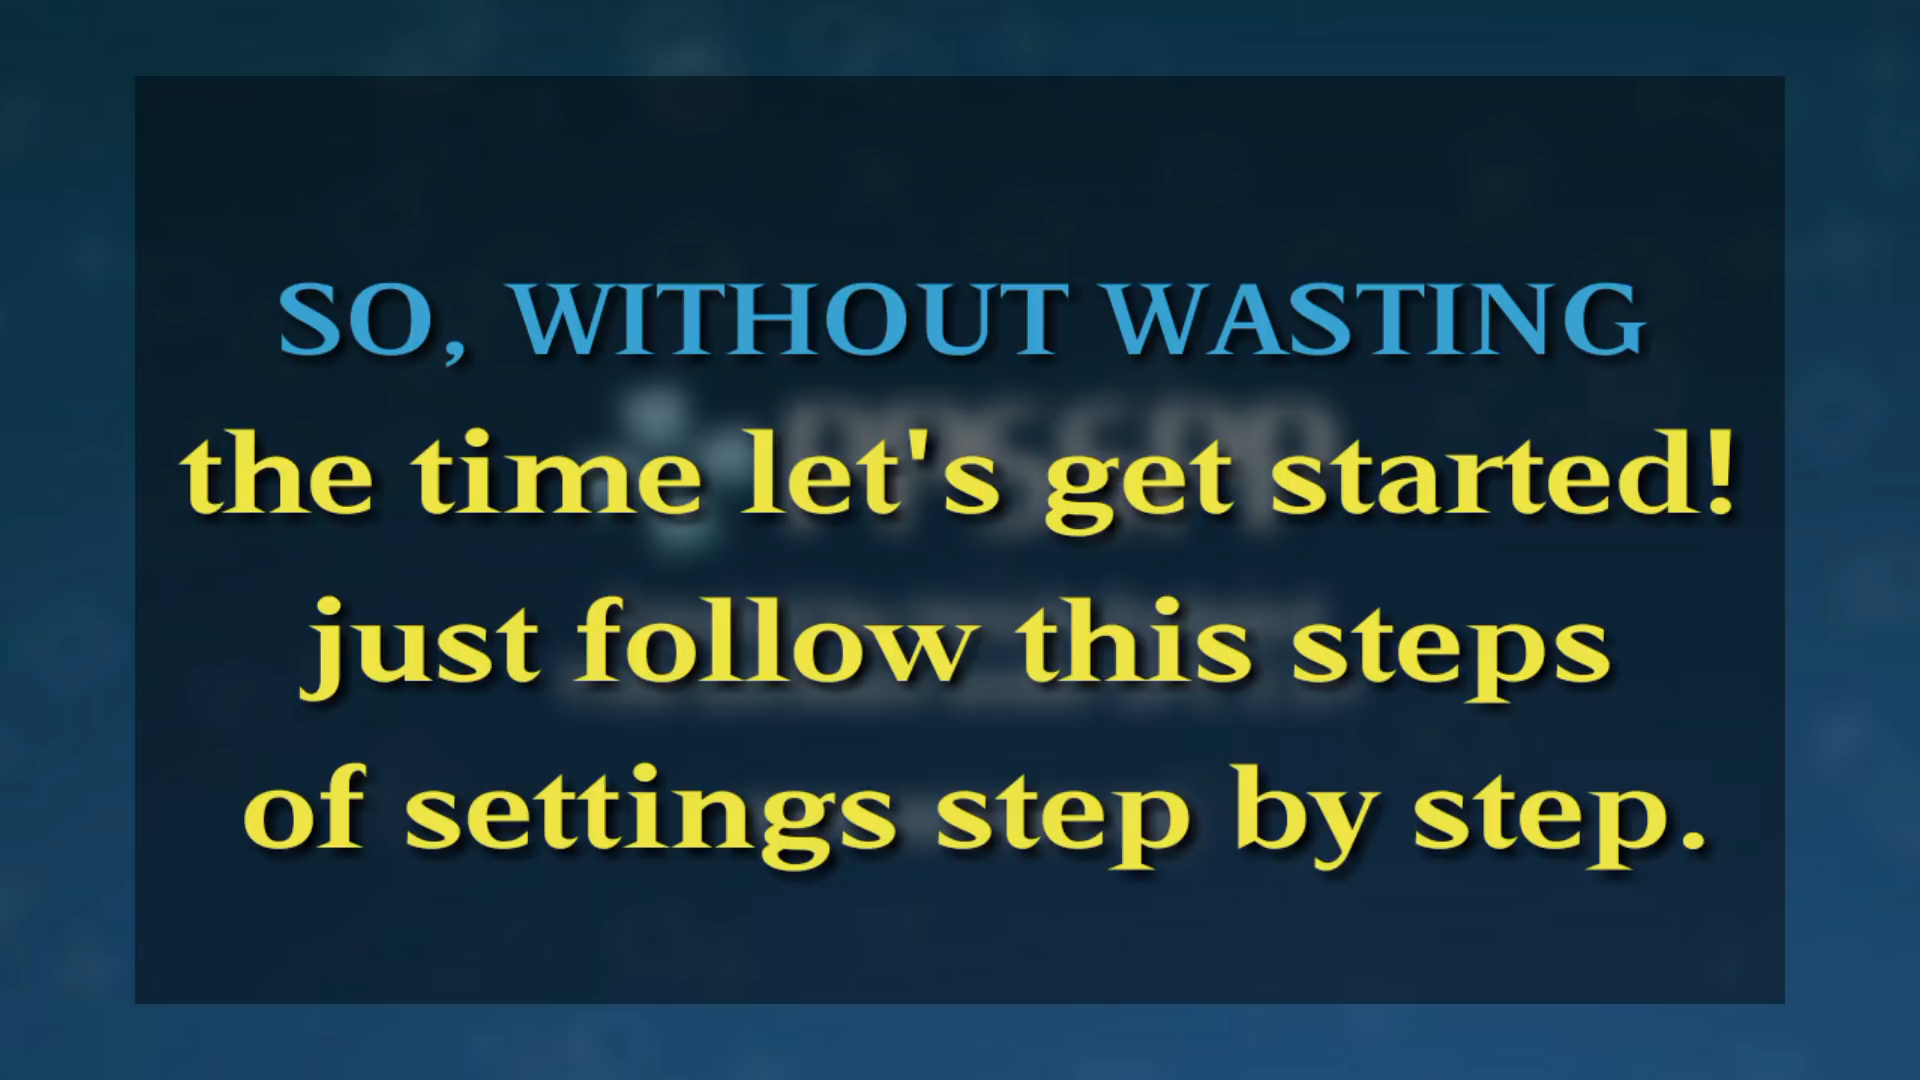 SO, WITHOUT WASTING
the time let's get started!
just follow this steps
of settings step by step.